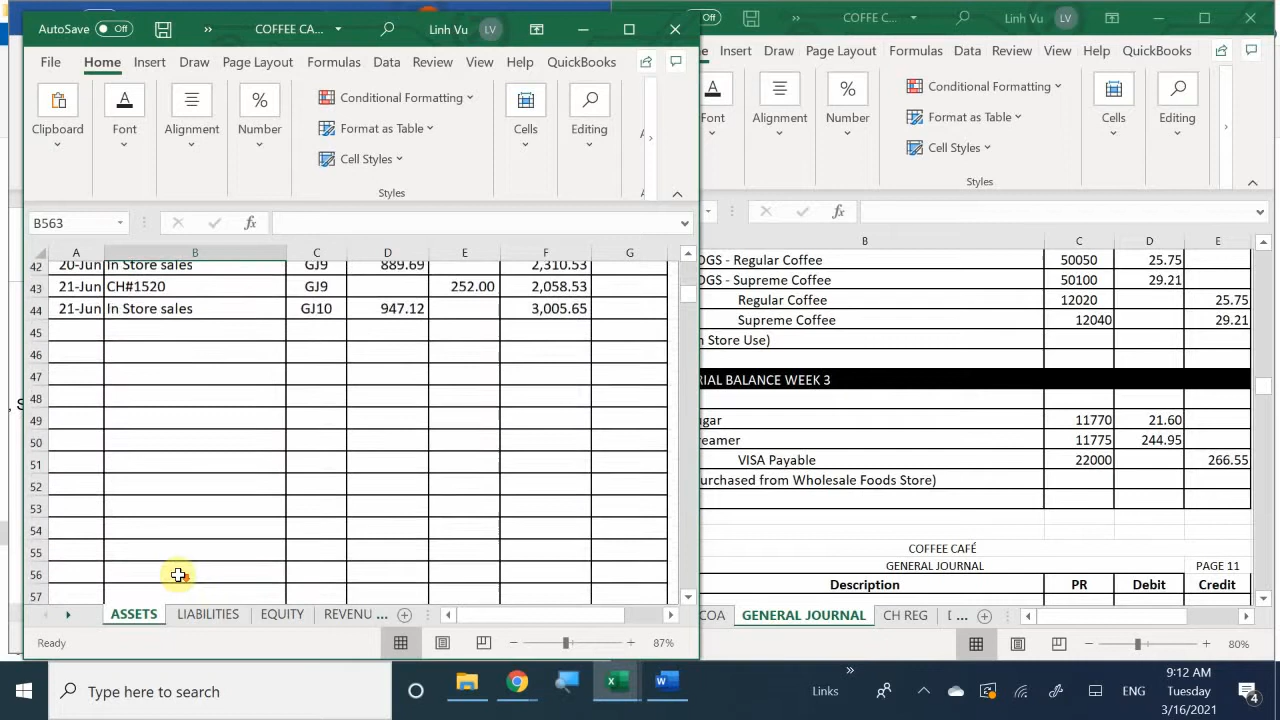 AutoSave Off COFFEE CA... Linh Vu LV
File Home Insert Draw Page Layout Formulas Data Review View Help QuickBooks
Clipboard Font Alignment Number
Conditional Formatting
Format as Table
Cell Styles
Styles
Cells Editing
B563 fx
A B C D E F G
42 20-Jun In Store sales GJ9 889.69 2,310.53
43 21-Jun CH#1520 GJ9 252.00 2,058.53
44 21-Jun In Store sales GJ10 947.12 3,005.65
45
46
47
48
49
50
51
52
53
54
55
56
57
ASSETS LIABILITIES EQUITY REVENU ...
Ready 87%
Off COFFE C... Linh Vu LV
Insert Draw Page Layout Formulas Data Review View Help QuickBooks
Font Alignment Number
Conditional Formatting
Format as Table
Cell Styles
Styles
Cells Editing
fx
B C D E
OGS - Regular Coffee 50050 25.75
OGS - Supreme Coffee 50100 29.21
Regular Coffee 12020 25.75
Supreme Coffee 12040 29.21
n Store Use)
RIAL BALANCE WEEK 3
ugar 11770 21.60
reamer 11775 244.95
VISA Payable 22000 266.55
urchased from Wholesale Foods Store)
COFFEE CAFÉ
GENERAL JOURNAL PAGE 11
Description PR Debit Credit
COA GENERAL JOURNAL CH REG
80%
Type here to search
Links
ENG
9:12 AM
Tuesday
3/16/2021
4